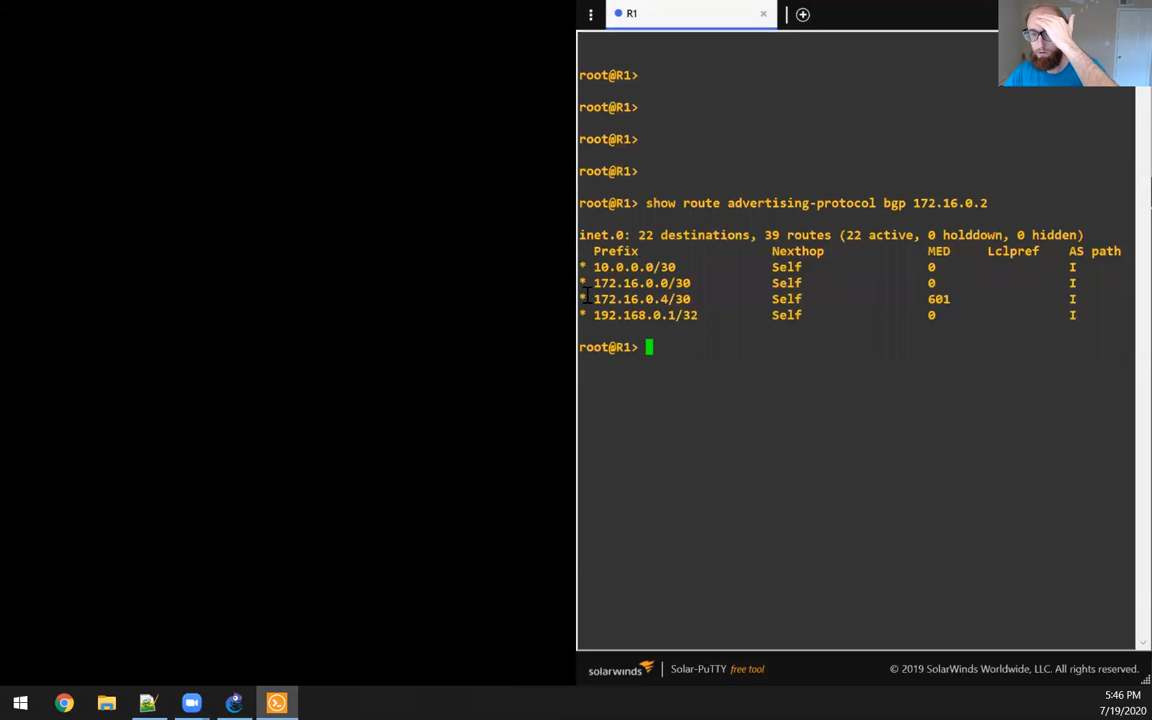 R1
root@R1>
root@R1>
root@R1>
root@R1>
root@R1> show route advertising-protocol bgp 172.16.0.2
inet.0: 22 destinations, 39 routes (22 active, 0 holddown, 0 hidden)
Prefix Nexthop MED Lclpref AS path
* 10.0.0.0/30 Self 0 I
* 172.16.0.0/30 Self 0 I
* 172.16.0.4/30 Self 601 I
* 192.168.0.1/32 Self 0 I
root@R1>
solarwinds Solar-PuTTY free tool © 2019 SolarWinds Worldwide, LLC. All rights reserved.
5:46 PM
7/19/2020